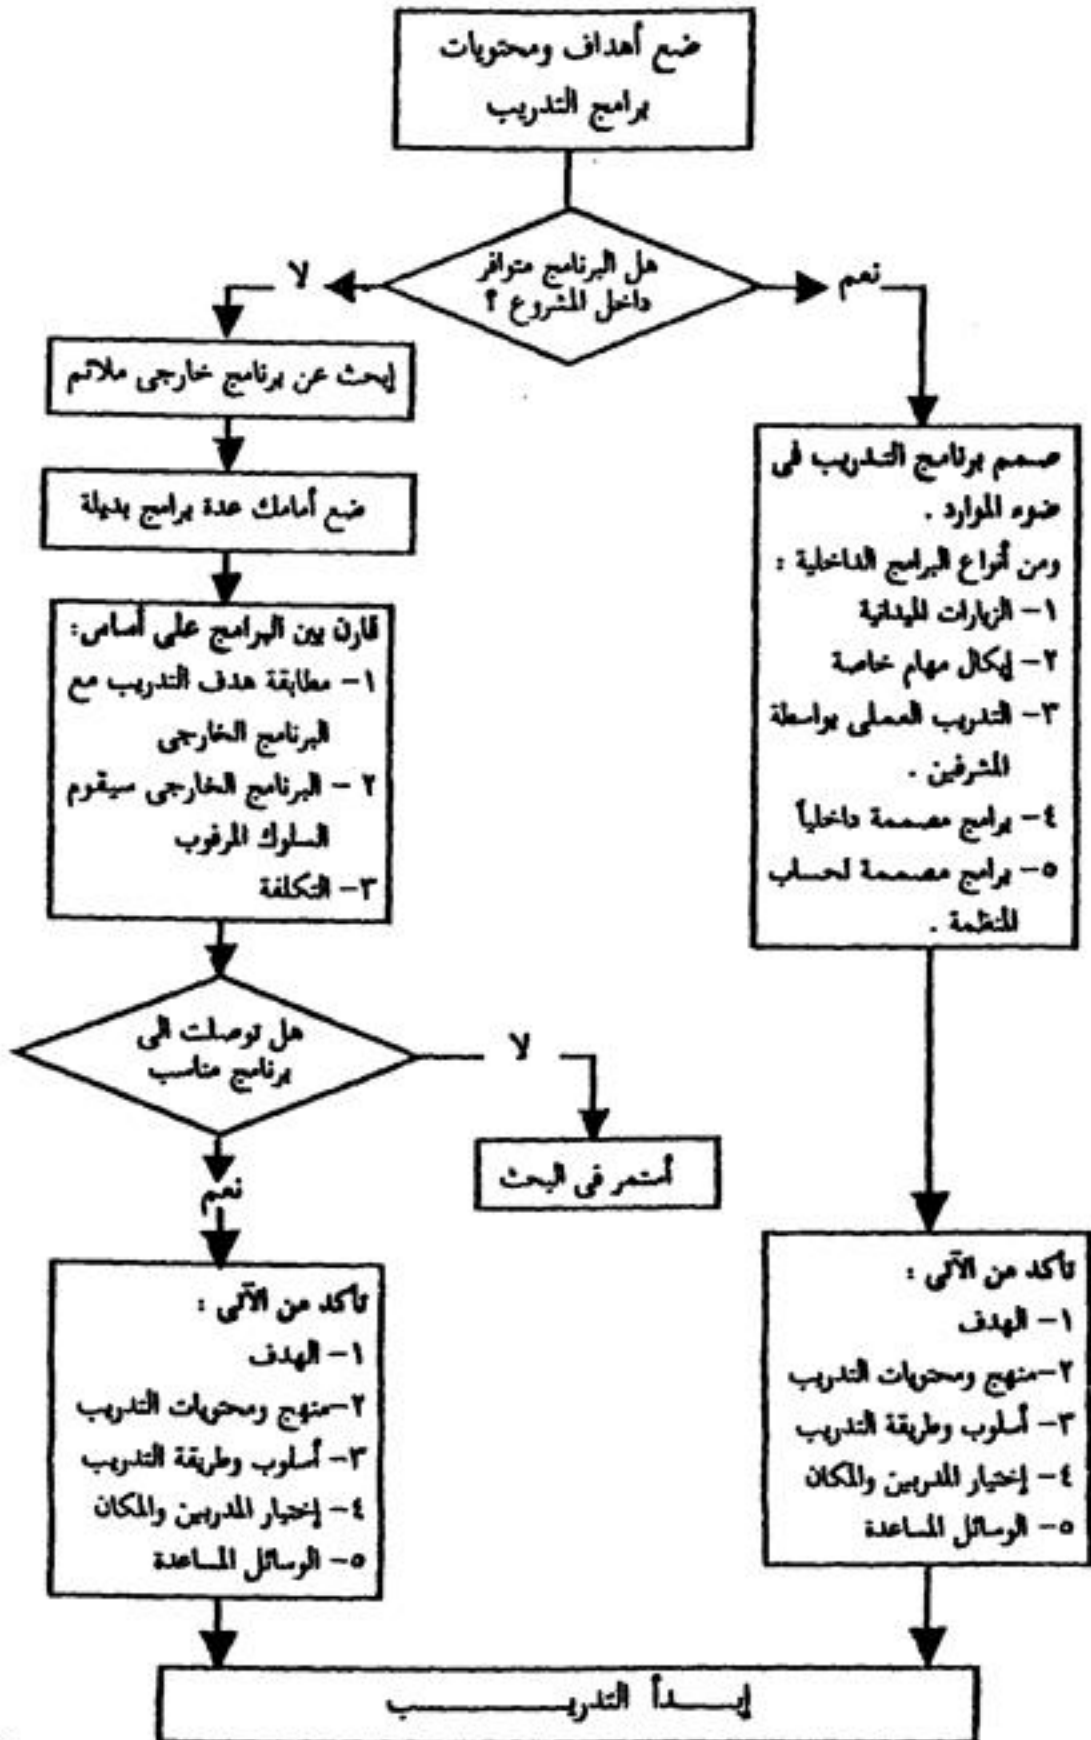 ضع أهداف ومحتويات
برامج التدريب
هل البرنامج متوافر
داخل المشروع ؟
نعم
لا
صمم برنامج التدريب فى
ضوء الموارد .
ومن أنواع البرامج الداخلية :
١- الزيارات الميدانية
٢- إيكال مهام خاصة
٣- التدريب العملى بواسطة
المشرفين .
٤- برامج مصممة داخلياً
٥- برامج مصممة لحساب
المنظمة .
تأكد من الآتى :
١- الهدف
٢-منهج ومحتويات التدريب
٣- أسلوب وطريقة التدريب
٤- إختيار المدربين والمكان
٥- الوسائل المساعدة
إبحث عن برنامج خارجى ملائم
ضع أمامك عدة برامج بديلة
قارن بين البرامج على أساس:
١- مطابقة هدف التدريب مع
البرنامج الخارجى
٢ - البرنامج الخارجى سيقوم
السلوك المرغوب
٣- التكلفة
هل توصلت الى
برنامج مناسب
لا
أستمر فى البحث
نعم
تأكد من الآتى :
١- الهدف
٢-منهج ومحتويات التدريب
٣- أسلوب وطريقة التدريب
٤- إختيار المدربين والمكان
٥- الوسائل المساعدة
إبـــــدأ التدريـــــــــــب